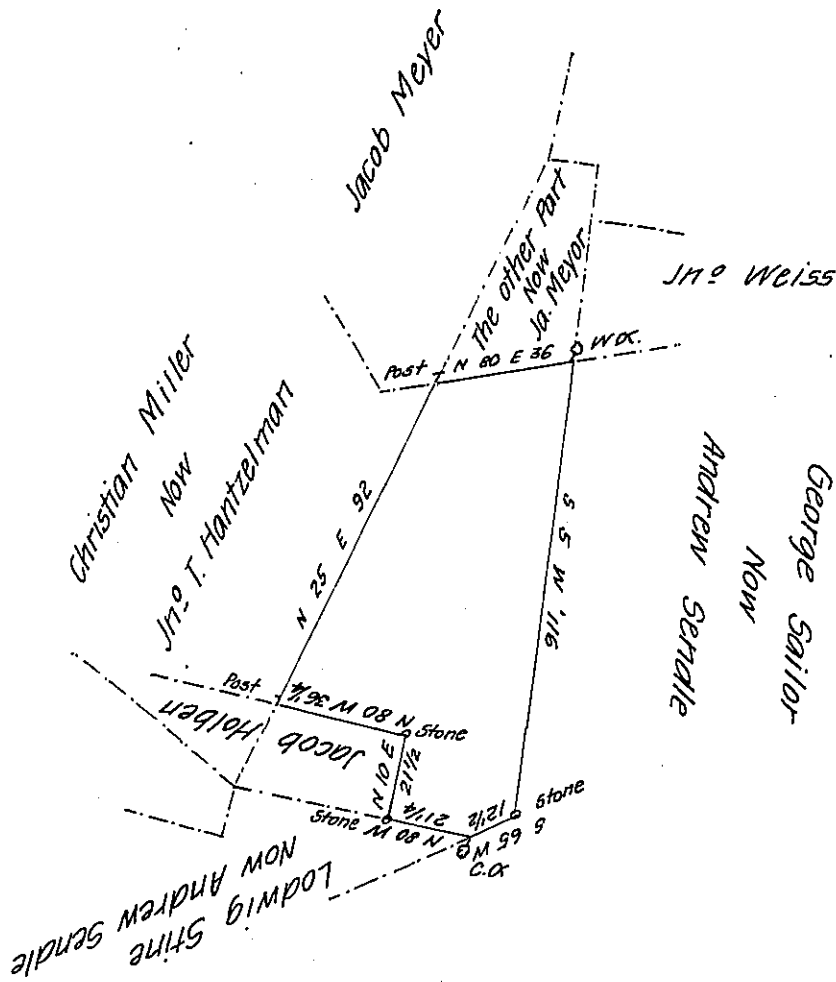 Jacob Meyer
The other Part
Now
Ja. Meyor
Jnº Weiss
Post
N 80 E 36
W O.
Christian Miller
Now
Jnº T. Hantzelman
N 25 E 92
S 5 W 116
George Sailor
Now
Andrew Sendle
Post
N 80 W 36¼
Stone
Jacob Holben
N 10 E
21½
Stone
N 80 W
21¼
12½
Stone
S 65 W
C.O.
Lodwig Stine
Now Andrew Sendle